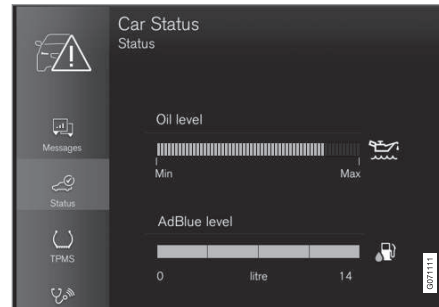 Car Status
Status
Messages
Status
TPMS
Oil level
Min Max
AdBlue level
0 litre 14
G071111